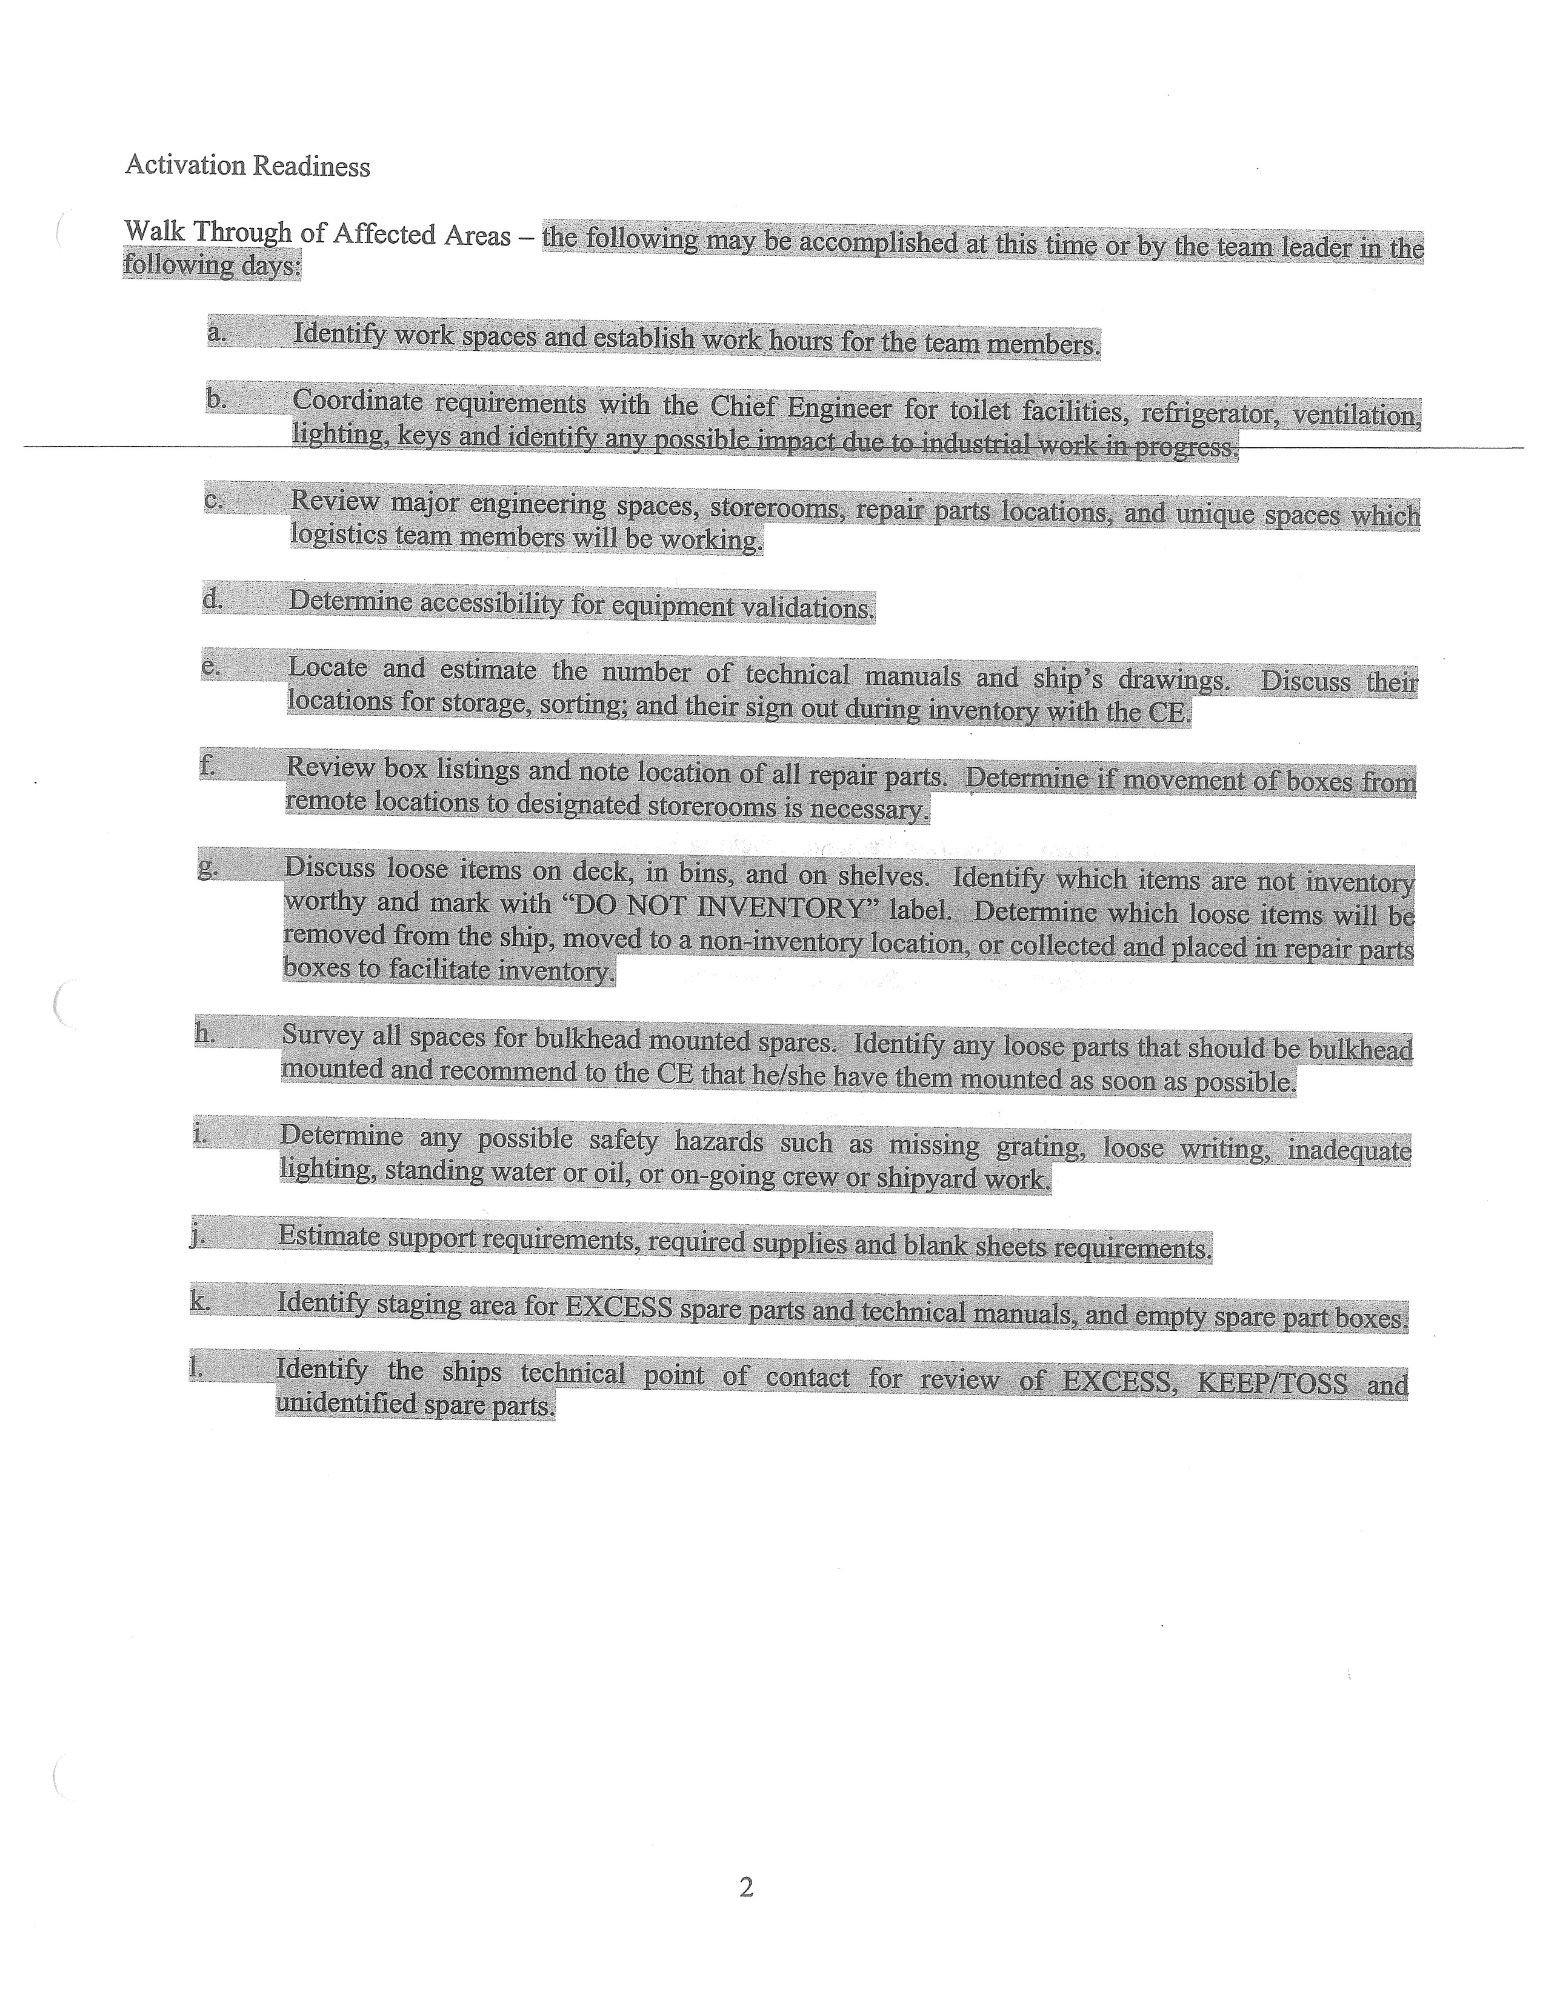 Activation Readiness
Walk Through of Affected Areas – the following may be accomplished at this time or by the team leader in the
following days:
a. Identify work spaces and establish work hours for the team members.
b. Coordinate requirements with the Chief Engineer for toilet facilities, refrigerator, ventilation,
lighting, keys and identify any possible impact due to industrial work in progress.
c. Review major engineering spaces, storerooms, repair parts locations, and unique spaces which
logistics team members will be working.
d. Determine accessibility for equipment validations.
e. Locate and estimate the number of technical manuals and ship's drawings. Discuss their
locations for storage, sorting; and their sign out during inventory with the CE.
f. Review box listings and note location of all repair parts. Determine if movement of boxes from
remote locations to designated storerooms is necessary.
g. Discuss loose items on deck, in bins, and on shelves. Identify which items are not inventory
worthy and mark with “DO NOT INVENTORY” label. Determine which loose items will be
removed from the ship, moved to a non-inventory location, or collected and placed in repair parts
boxes to facilitate inventory.
h. Survey all spaces for bulkhead mounted spares. Identify any loose parts that should be bulkhead
mounted and recommend to the CE that he/she have them mounted as soon as possible.
i. Determine any possible safety hazards such as missing grating, loose writing, inadequate
lighting, standing water or oil, or on-going crew or shipyard work.
j. Estimate support requirements, required supplies and blank sheets requirements.
k. Identify staging area for EXCESS spare parts and technical manuals, and empty spare part boxes.
l. Identify the ships technical point of contact for review of EXCESS, KEEP/TOSS and
unidentified spare parts.
2